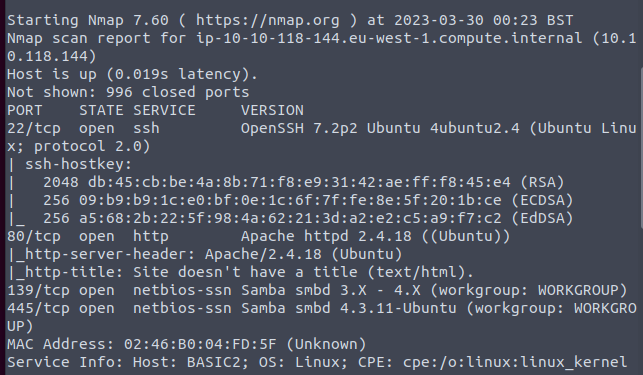 Starting Nmap 7.60 ( https://nmap.org ) at 2023-03-30 00:23 BST
Nmap scan report for ip-10-10-118-144.eu-west-1.compute.internal (10.1
0.118.144)
Host is up (0.019s latency).
Not shown: 996 closed ports
PORT    STATE SERVICE     VERSION
22/tcp  open  ssh         OpenSSH 7.2p2 Ubuntu 4ubuntu2.4 (Ubuntu Linu
x; protocol 2.0)
| ssh-hostkey:
|   2048 db:45:cb:be:4a:8b:71:f8:e9:31:42:ae:ff:f8:45:e4 (RSA)
|   256 09:b9:b9:1c:e0:bf:0e:1c:6f:7f:fe:8e:5f:20:1b:ce (ECDSA)
|_  256 a5:68:2b:22:5f:98:4a:62:21:3d:a2:e2:c5:a9:f7:c2 (EdDSA)
80/tcp  open  http        Apache httpd 2.4.18 ((Ubuntu))
|_http-server-header: Apache/2.4.18 (Ubuntu)
|_http-title: Site doesn't have a title (text/html).
139/tcp open  netbios-ssn Samba smbd 3.X - 4.X (workgroup: WORKGROUP)
445/tcp open  netbios-ssn Samba smbd 4.3.11-Ubuntu (workgroup: WORKGRO
UP)
MAC Address: 02:46:B0:04:FD:5F (Unknown)
Service Info: Host: BASIC2; OS: Linux; CPE: cpe:/o:linux:linux_kernel